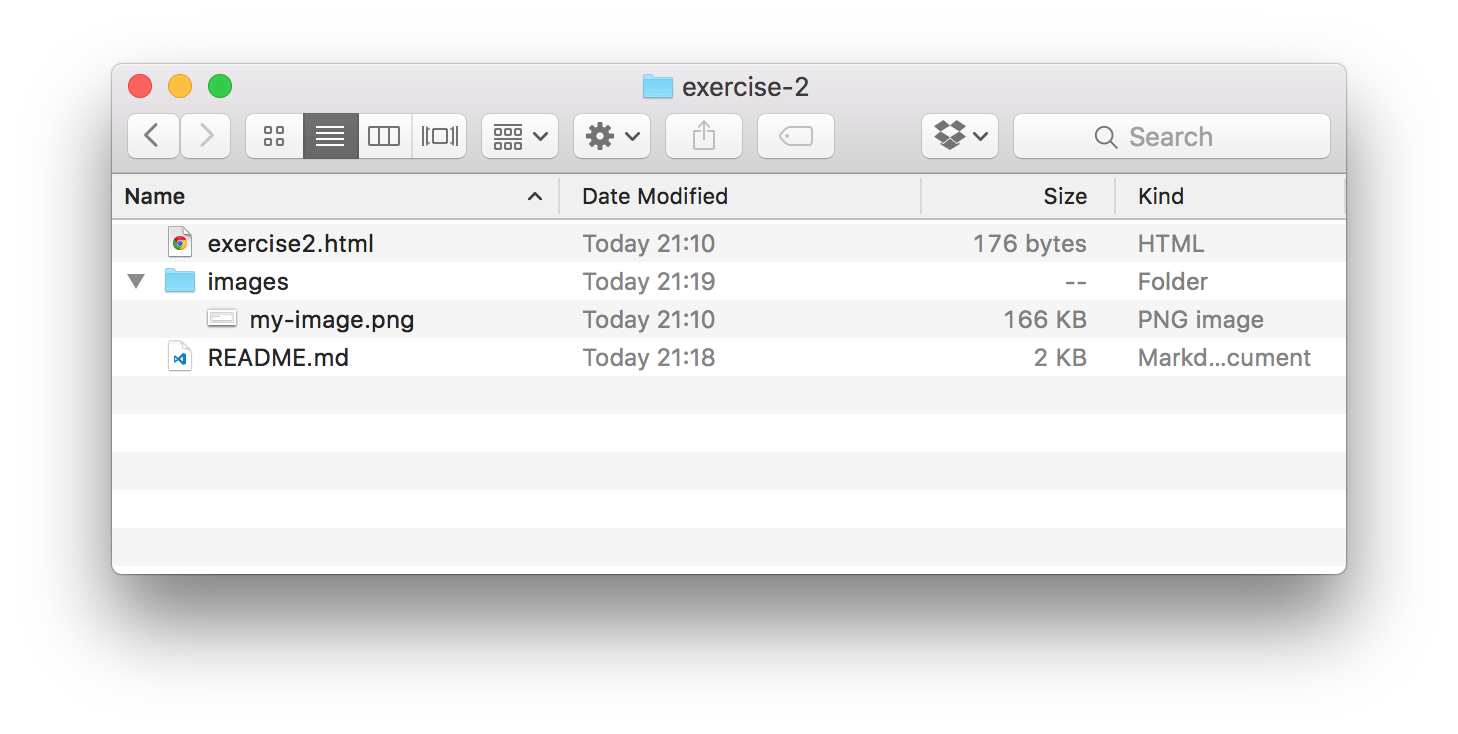 exercise-2
Search
Name Date Modified Size Kind
exercise2.html Today 21:10 176 bytes HTML
images Today 21:19 -- Folder
my-image.png Today 21:10 166 KB PNG image
README.md Today 21:18 2 KB Markd...cument